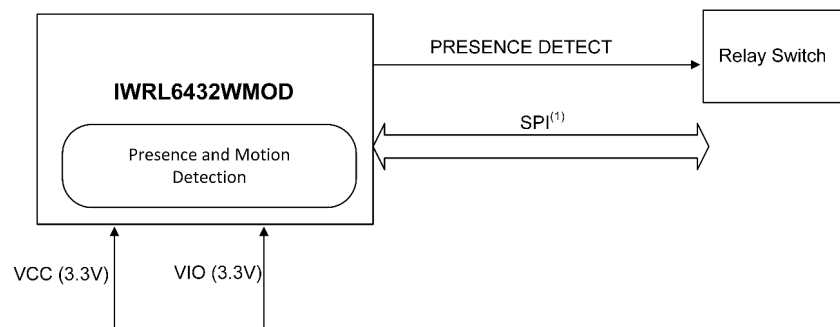 PRESENCE DETECT
Relay Switch
IWRL6432WMOD
SPI(1)
Presence and Motion
Detection
VCC (3.3V)
VIO (3.3V)